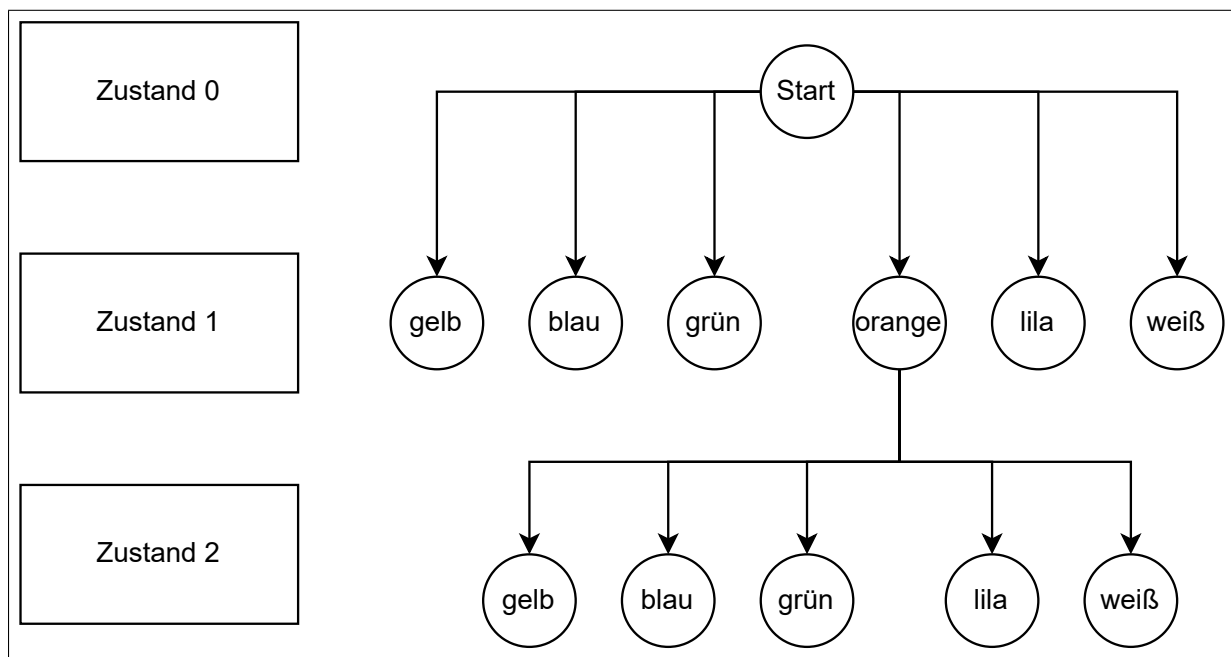 Zustand 0
Start
Zustand 1
gelb
blau
grün
orange
lila
weiß
Zustand 2
gelb
blau
grün
lila
weiß